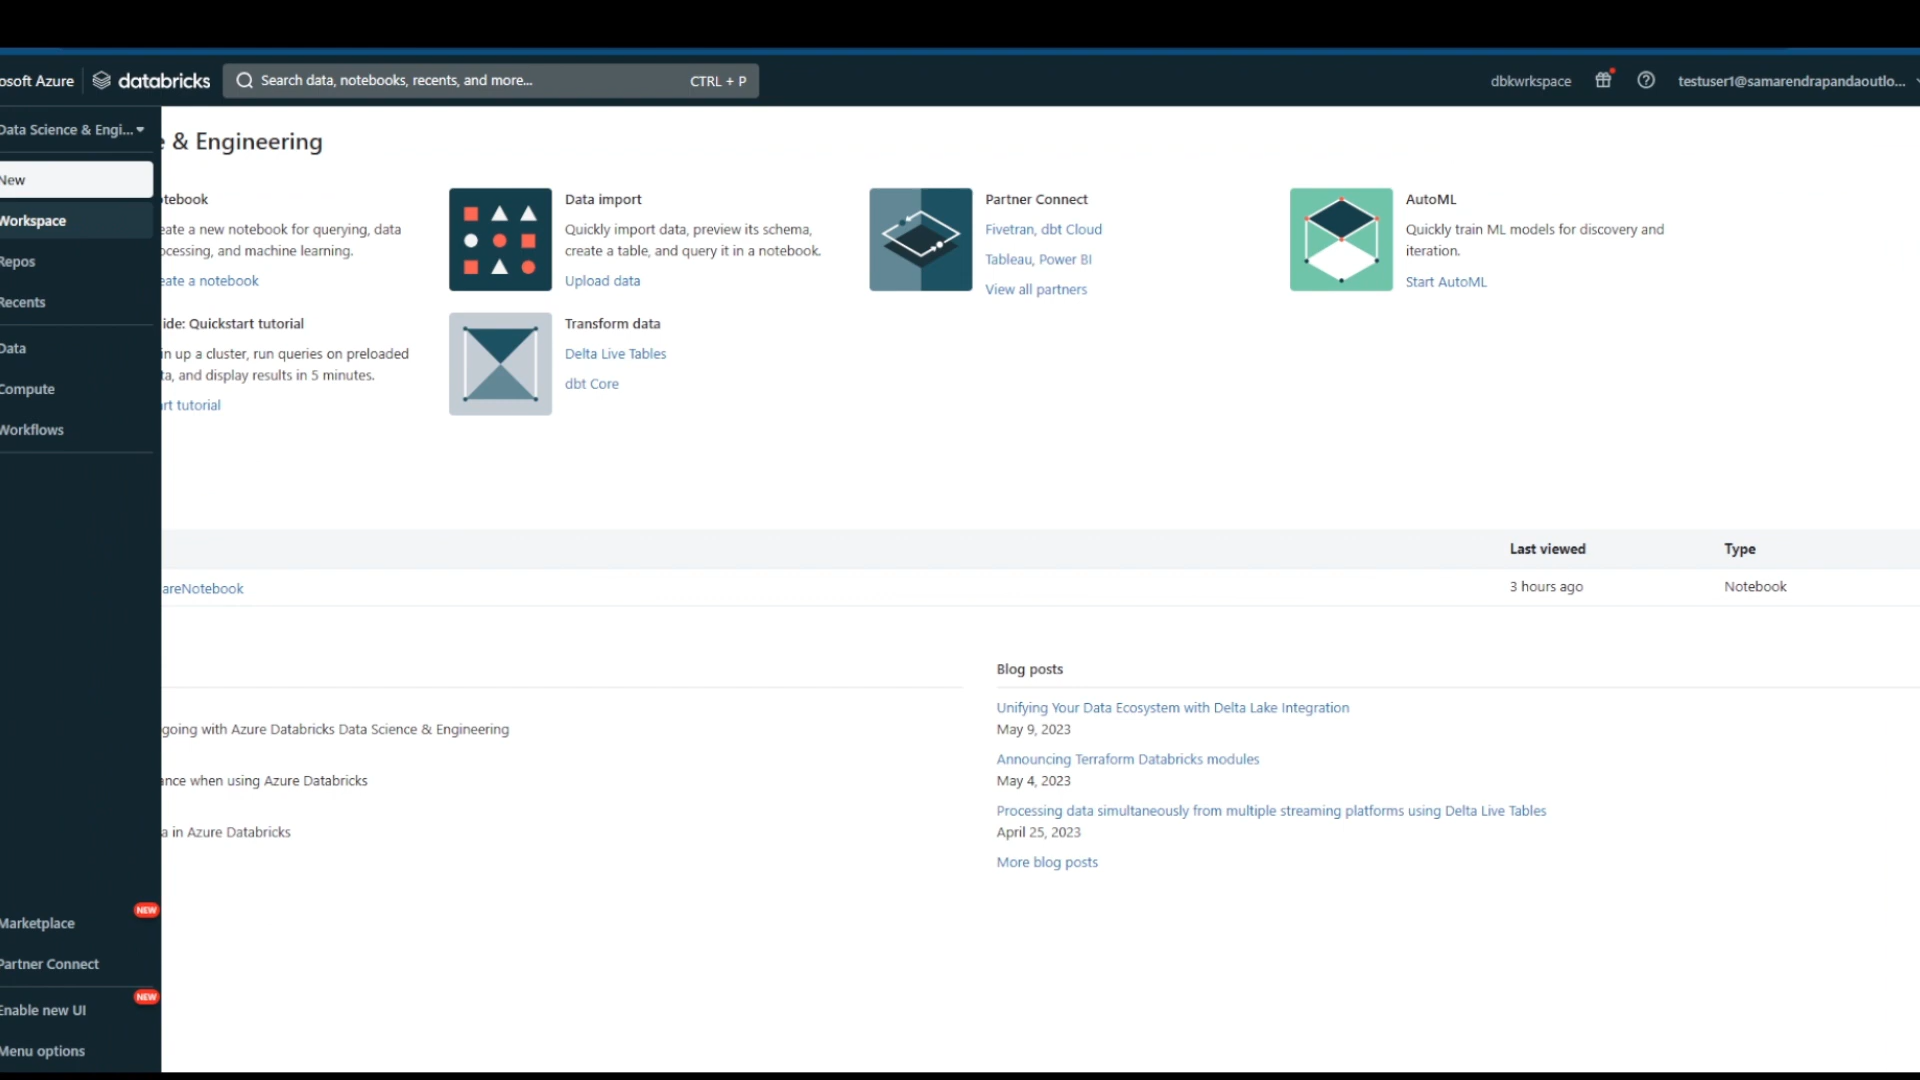 osoft Azure
databricks
Search data, notebooks, recents, and more...
CTRL + P
dbkwrkspace
testuser1@samarendrapandaoutlo...
Data Science & Engi...
& Engineering
New
Workspace
Repos
Recents
Data
Compute
Workflows
Marketplace
NEW
Partner Connect
Enable new UI
NEW
Menu options
tebook
eate a new notebook for querying, data
ocessing, and machine learning.
eate a notebook
Data import
Quickly import data, preview its schema,
create a table, and query it in a notebook.
Upload data
Partner Connect
Fivetran, dbt Cloud
Tableau, Power BI
View all partners
AutoML
Quickly train ML models for discovery and
iteration.
Start AutoML
ide: Quickstart tutorial
in up a cluster, run queries on preloaded
ta, and display results in 5 minutes.
rt tutorial
Transform data
Delta Live Tables
dbt Core
Last viewed
Type
areNotebook
3 hours ago
Notebook
going with Azure Databricks Data Science & Engineering
ance when using Azure Databricks
a in Azure Databricks
Blog posts
Unifying Your Data Ecosystem with Delta Lake Integration
May 9, 2023
Announcing Terraform Databricks modules
May 4, 2023
Processing data simultaneously from multiple streaming platforms using Delta Live Tables
April 25, 2023
More blog posts